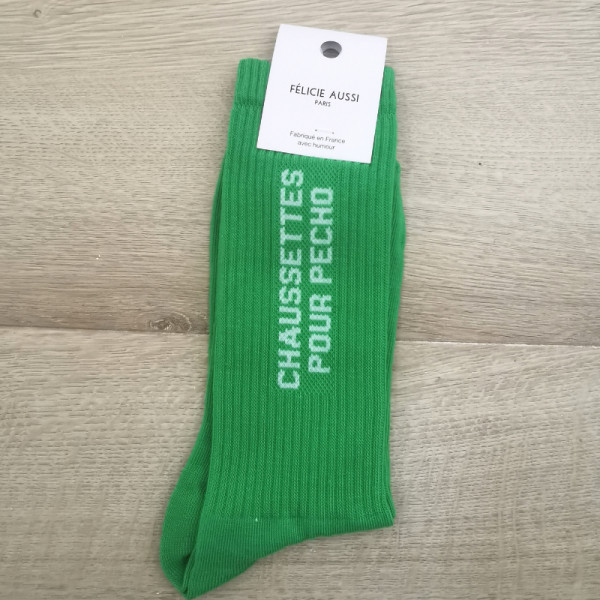 FÉLICIE AUSSI
PARIS
Fabriqué en France
avec humour
CHAUSSETTES
POUR PECHO